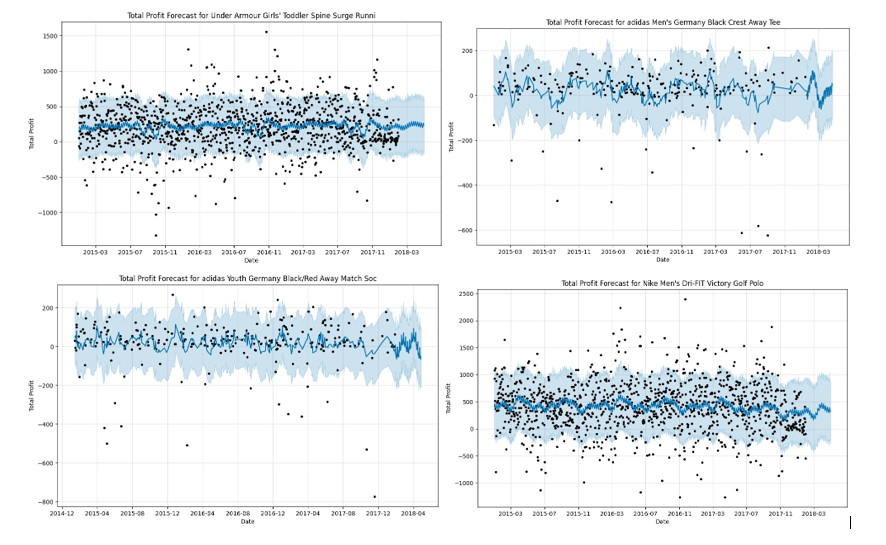 Total Profit Forecast for Under Armour Girls' Toddler Spine Surge Runni
1500
1000
500
0
−500
−1000
Total Profit
2015-03 2015-07 2015-11 2016-03 2016-07 2016-11 2017-03 2017-07 2017-11 2018-03
Date
Total Profit Forecast for adidas Men's Germany Black Crest Away Tee
200
0
−200
−400
−600
Total Profit
2015-03 2015-07 2015-11 2016-03 2016-07 2016-11 2017-03 2017-07 2017-11 2018-03
Date
Total Profit Forecast for adidas Youth Germany Black/Red Away Match Soc
200
0
−200
−400
−600
−800
Total Profit
2014-12 2015-04 2015-08 2015-12 2016-04 2016-08 2016-12 2017-04 2017-08 2017-12 2018-04
Date
Total Profit Forecast for Nike Men's Dri-FIT Victory Golf Polo
2500
2000
1500
1000
500
0
−500
−1000
Total Profit
2015-03 2015-07 2015-11 2016-03 2016-07 2016-11 2017-03 2017-07 2017-11 2018-03
Date